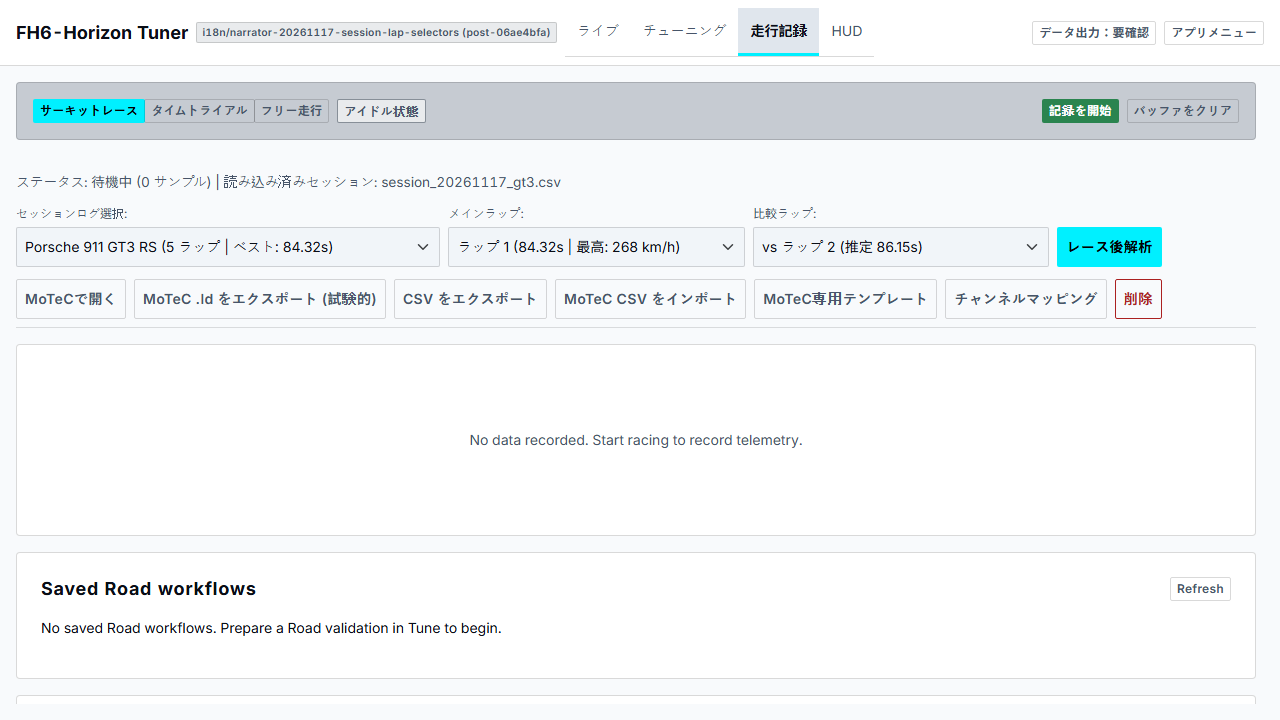 FH6-Horizon Tuner
i18n/narrator-20261117-session-lap-selectors (post-06ae4bfa)
ライブ
チューニング
走行記録
HUD
データ出力：要確認
アプリメニュー
サーキットレース
タイムトライアル
フリー走行
アイドル状態
記録を開始
バッファをクリア
ステータス: 待機中 (0 サンプル) | 読み込み済みセッション: session_20261117_gt3.csv
セッションログ選択:
メインラップ:
比較ラップ:
Porsche 911 GT3 RS (5 ラップ | ベスト: 84.32s)
ラップ 1 (84.32s | 最高: 268 km/h)
vs ラップ 2 (推定 86.15s)
レース後解析
MoTeCで開く
MoTeC .ld をエクスポート (試験的)
CSV をエクスポート
MoTeC CSV をインポート
MoTeC専用テンプレート
チャンネルマッピング
削除
No data recorded. Start racing to record telemetry.
Saved Road workflows
Refresh
No saved Road workflows. Prepare a Road validation in Tune to begin.